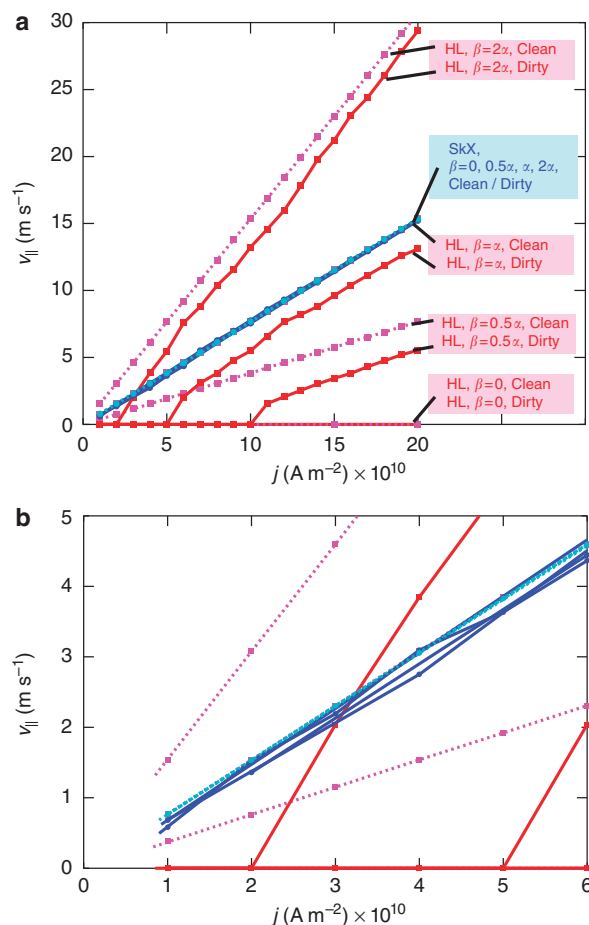 a
30
25
20
15
10
5
0
v∥ (m s⁻¹)
HL, β=2α, Clean
HL, β=2α, Dirty
SkX,
β=0, 0.5α, α, 2α,
Clean / Dirty
HL, β=α, Clean
HL, β=α, Dirty
HL, β=0.5α, Clean
HL, β=0.5α, Dirty
HL, β=0, Clean
HL, β=0, Dirty
0 5 10 15 20
j (A m⁻²) × 10¹⁰
b
5
4
3
2
1
0
v∥ (m s⁻¹)
0 1 2 3 4 5 6
j (A m⁻²) × 10¹⁰